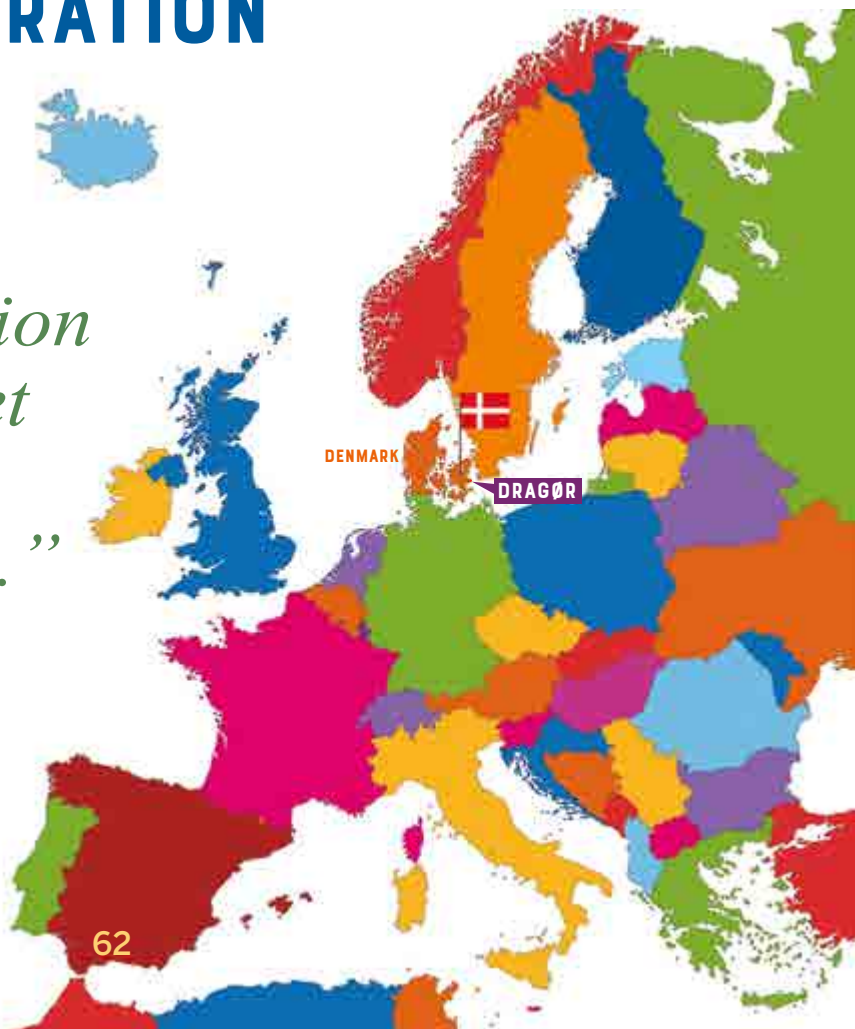 RATION
ion
et
.”
DENMARK
DRAGØR
62